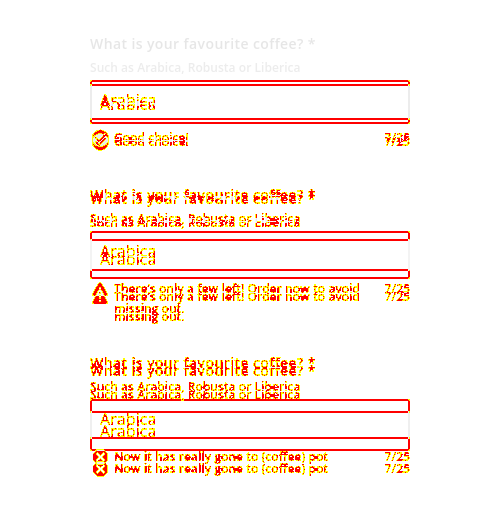 What is your favourite coffee? *
Such as Arabica, Robusta or Liberica
Arabica
Good choice! 7/25
What is your favourite coffee? *
Such as Arabica, Robusta or Liberica
Arabica
There's only a few left! Order now to avoid 7/25
missing out.
What is your favourite coffee? *
Such as Arabica, Robusta or Liberica
Arabica
Now it has really gone to (coffee) pot 7/25